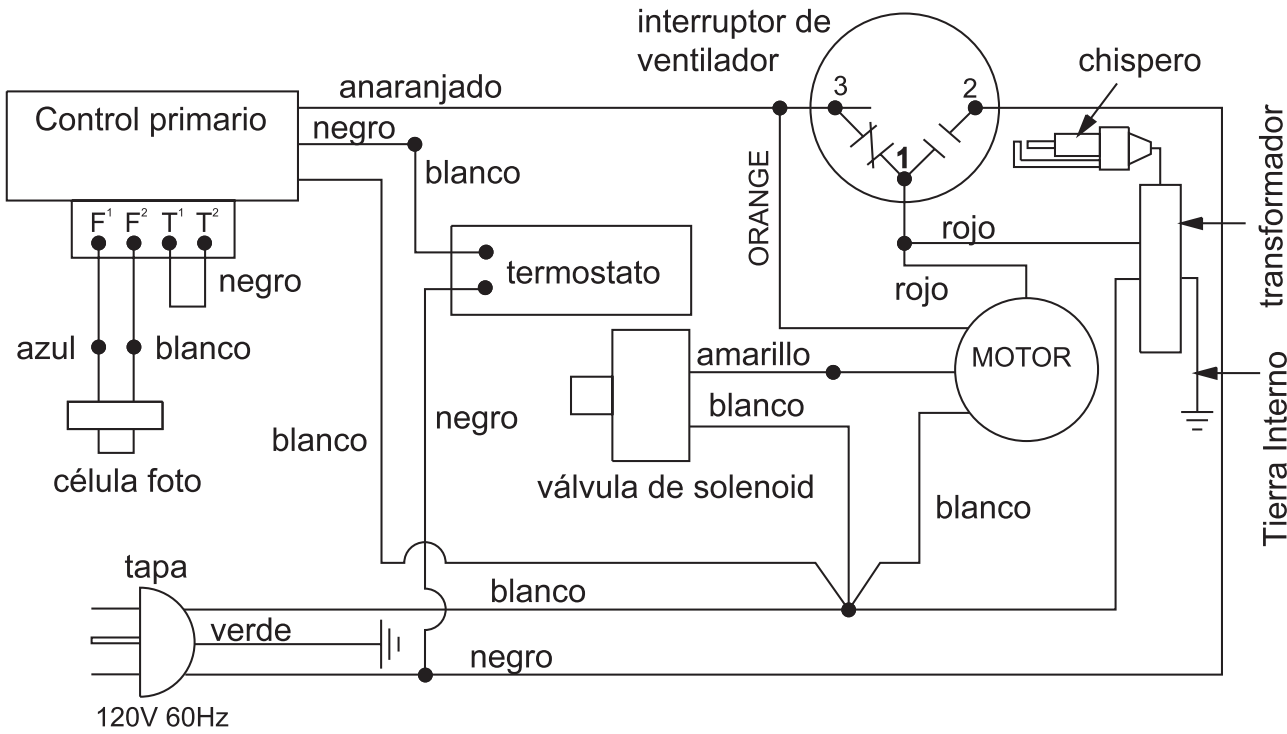 interruptor de
ventilador
chispero
anaranjado
3
2
Control primario
negro
1
blanco
transformador
ORANGE
F1
F2
T1
T2
rojo
termostato
negro
rojo
azul
blanco
amarillo
MOTOR
blanco
negro
Tierra Interno
blanco
célula foto
válvula de solenoid
blanco
tapa
blanco
verde
negro
120V 60Hz